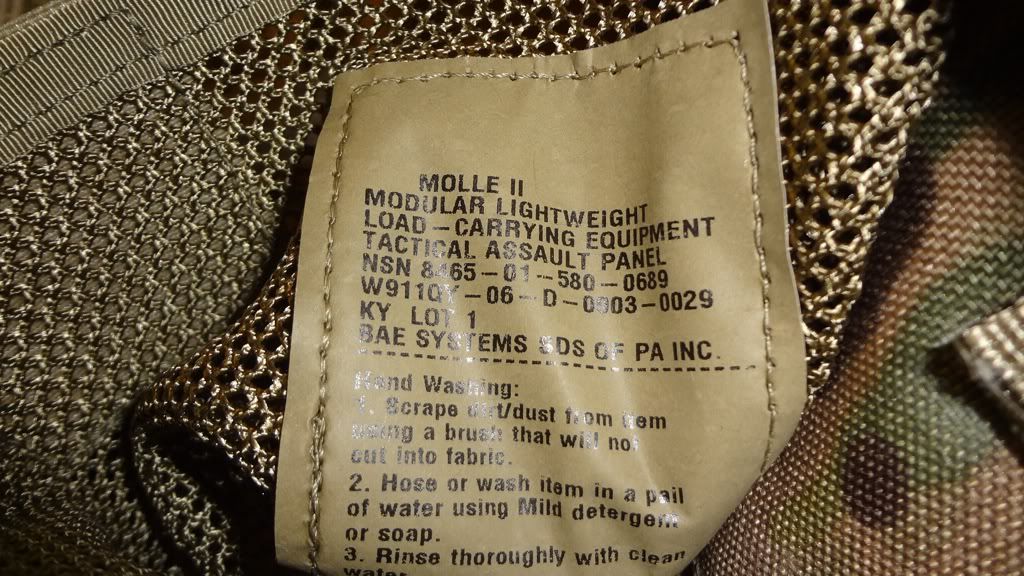 MOLLE II
MODULAR LIGHTWEIGHT
LOAD-CARRYING EQUIPMENT
TACTICAL ASSAULT PANEL
NSN 8465-01-580-0689
W911QY-06-D-0003-0029
KY LOT 1
BAE SYSTEMS SDS OF PA INC.
Hand Washing:
1. Scrape dirt/dust from item
using a brush that will not
cut into fabric.
2. Hose or wash item in a pail
of water using Mild detergent
or soap.
3. Rinse thoroughly with clean
water